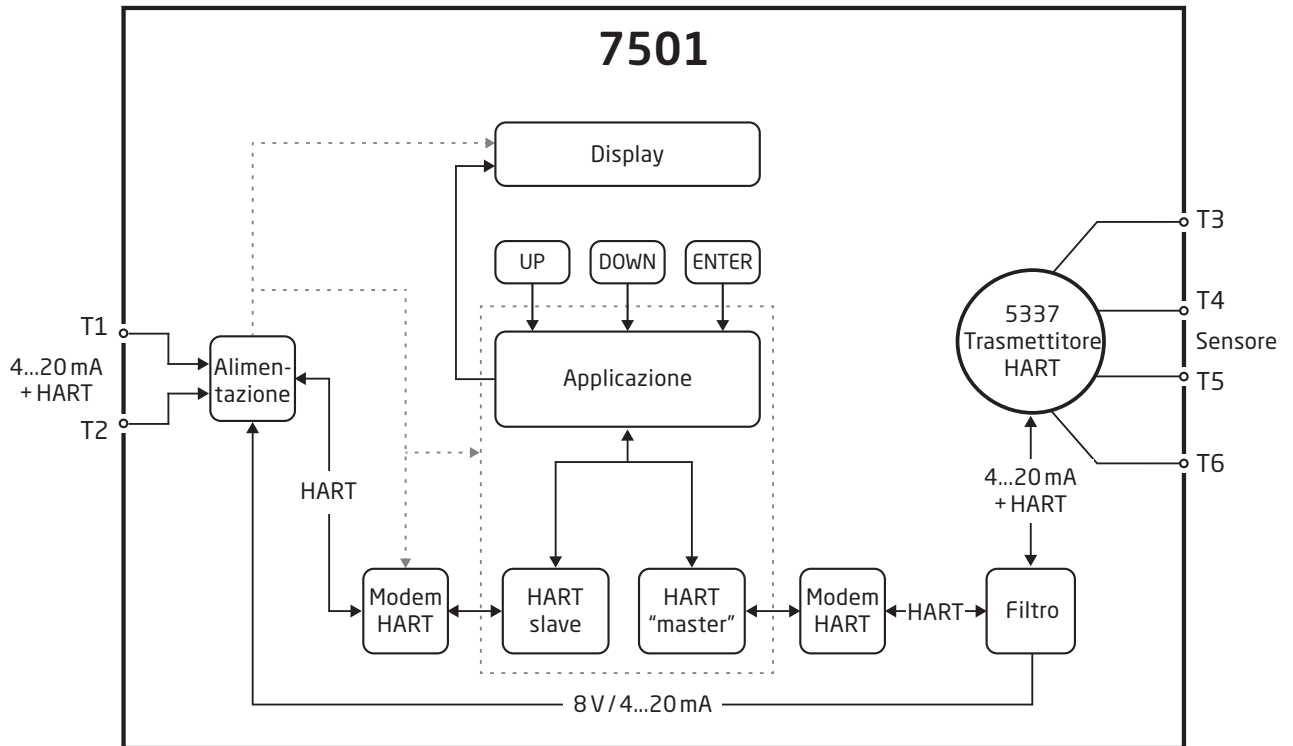 7501
Display
UP
DOWN
ENTER
T1
4...20 mA
+ HART
T2
Alimen-
tazione
Applicazione
5337
Trasmettitore
HART
T3
T4
Sensore
T5
T6
HART
4...20 mA
+ HART
Modem
HART
HART
slave
HART
“master”
Modem
HART
HART
Filtro
8 V / 4...20 mA